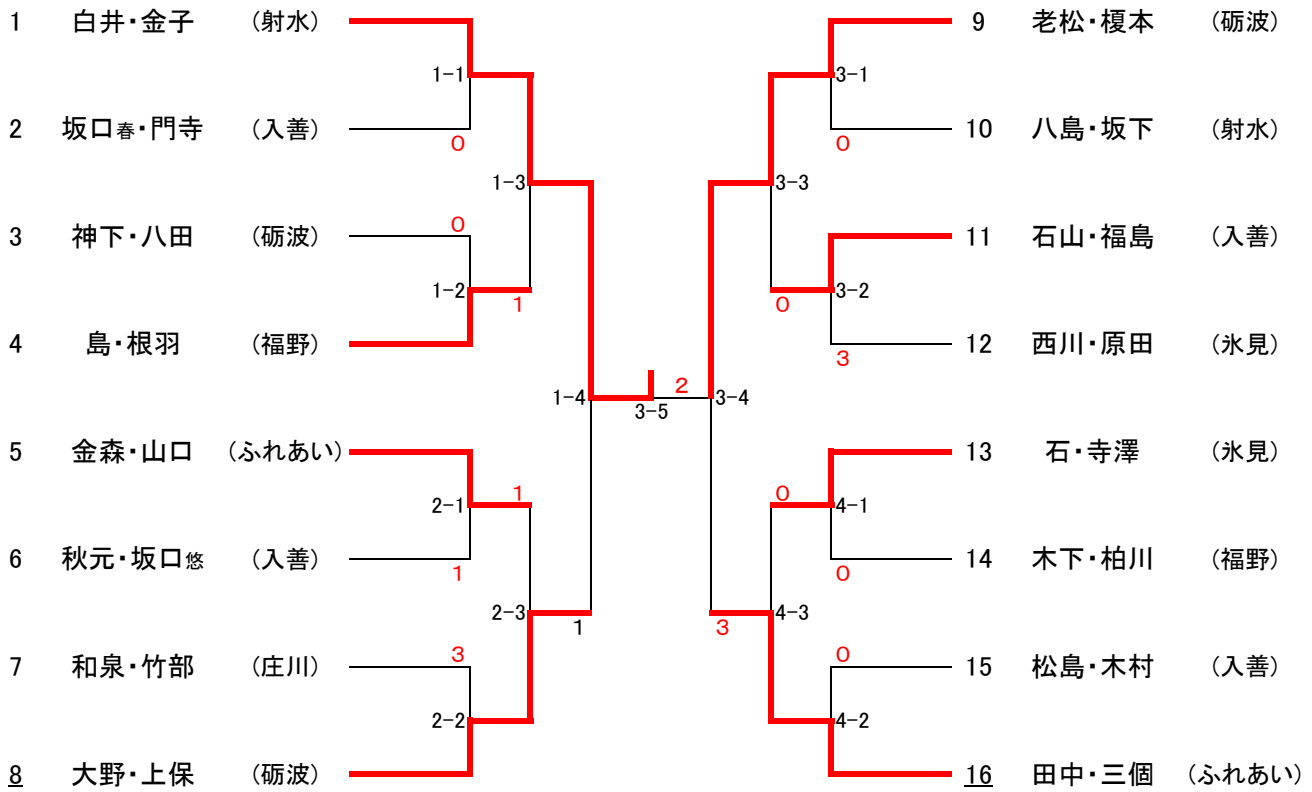 1 白井・金子 (射水) 9 老松・榎本 (砺波)
1-1 3-1
2 坂口春・門寺 (入善) 0 0 10 八島・坂下 (射水)
1-3 3-3
3 神下・八田 (砺波) 0 11 石山・福島 (入善)
1-2 1 0 3-2
4 島・根羽 (福野) 3 12 西川・原田 (氷見)
1-4 3-5 2 3-4
5 金森・山口 (ふれあい) 13 石・寺澤 (氷見)
2-1 1 0 4-1
6 秋元・坂口悠 (入善) 1 0 14 木下・柏川 (福野)
2-3 1 3 4-3
7 和泉・竹部 (庄川) 3 0 15 松島・木村 (入善)
2-2 4-2
8 大野・上保 (砺波) 16 田中・三個 (ふれあい)